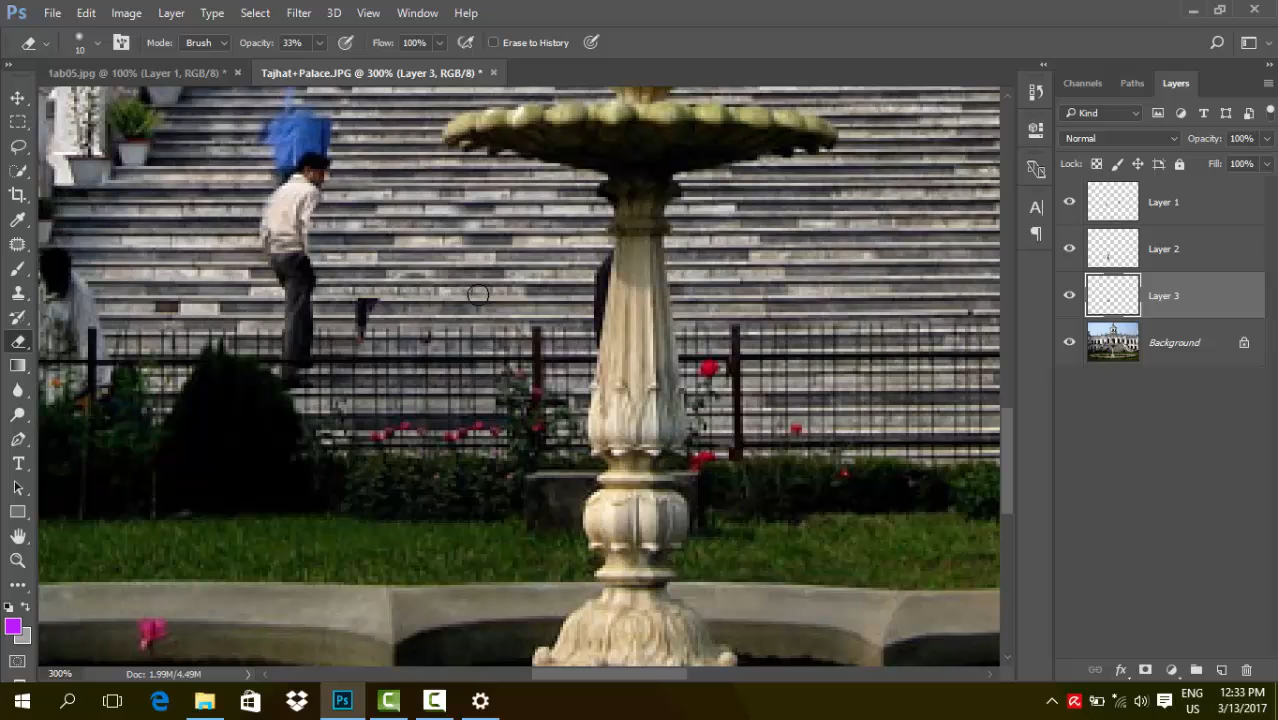 Ps File Edit Image Layer Type Select Filter 3D View Window Help
10 Mode: Brush Opacity: 33% Flow: 100% Erase to History
1ab05.jpg @ 100% (Layer 1, RGB/8) * × Tajhat+Palace.JPG @ 300% (Layer 3, RGB/8) * ×
Channels Paths Layers
Kind
Normal Opacity: 100%
Lock: Fill: 100%
Layer 1
Layer 2
Layer 3
Background
300% Doc: 1.99M/4.49M
ENG 12:33 PM
US 3/13/2017